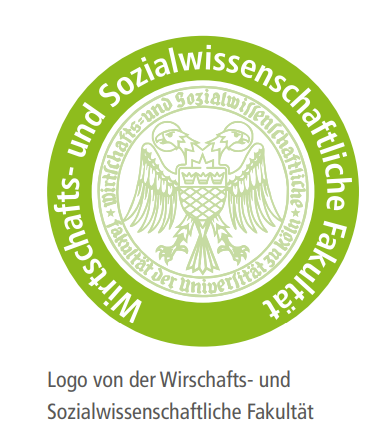 Wirtschafts- und Sozialwissenschaftliche Fakultät
Wirtschafts-und Sozialwissenschaftliche
Fakultät der Universität zu Köln
Logo von der Wirschafts- und
Sozialwissenschaftliche Fakultät